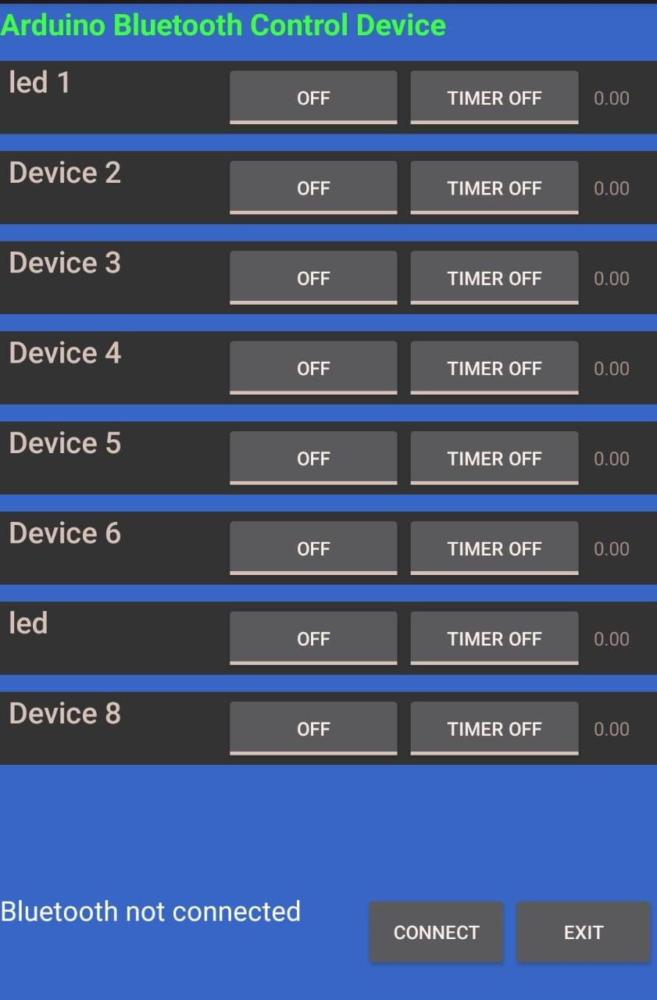 Arduino Bluetooth Control Device
led 1 OFF TIMER OFF 0.00
Device 2 OFF TIMER OFF 0.00
Device 3 OFF TIMER OFF 0.00
Device 4 OFF TIMER OFF 0.00
Device 5 OFF TIMER OFF 0.00
Device 6 OFF TIMER OFF 0.00
led OFF TIMER OFF 0.00
Device 8 OFF TIMER OFF 0.00
Bluetooth not connected CONNECT EXIT